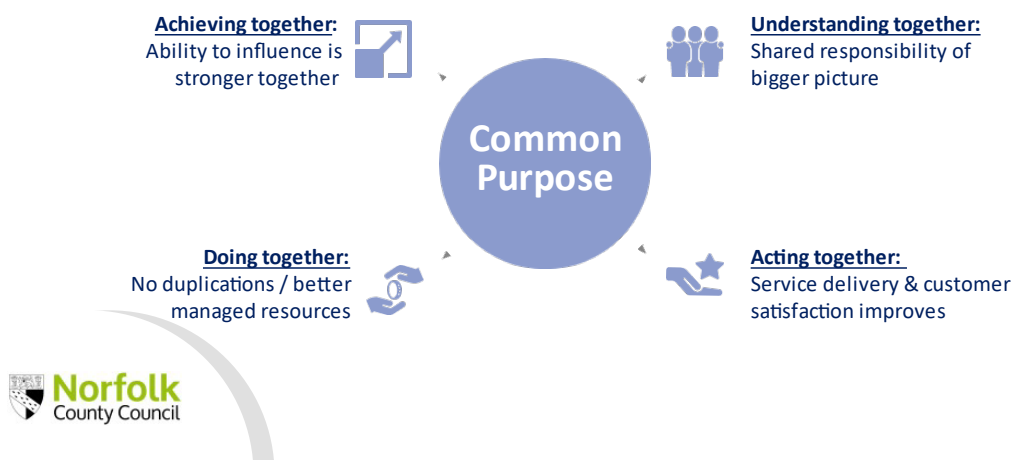 Achieving together:
Ability to influence is
stronger together
Understanding together:
Shared responsibility of
bigger picture
Common
Purpose
Doing together:
No duplications / better
managed resources
Acting together:
Service delivery & customer
satisfaction improves
Norfolk
County Council